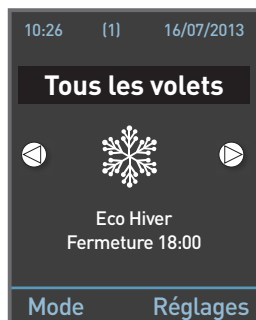 10:26 (1) 16/07/2013
Tous les volets
Eco Hiver
Fermeture 18:00
Mode Réglages